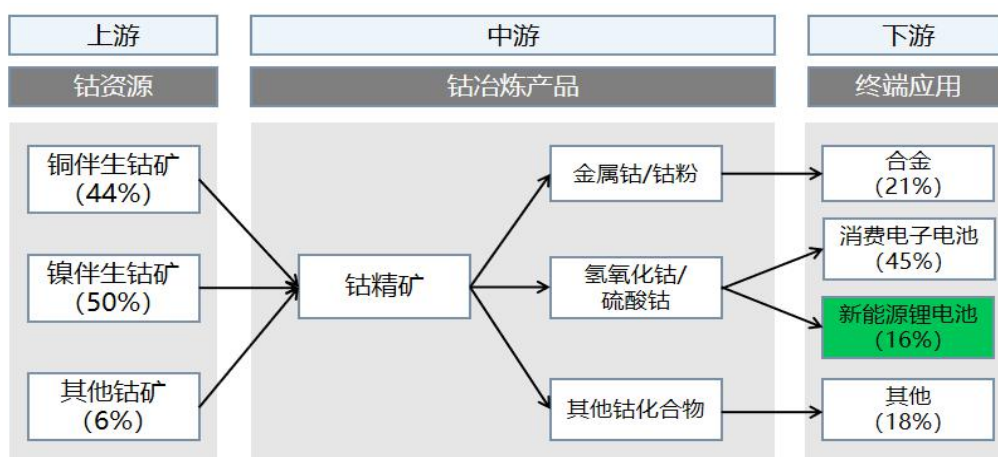 上游
中游
下游
钴资源
钴冶炼产品
终端应用
铜伴生钴矿
(44%)
镍伴生钴矿
(50%)
其他钴矿
(6%)
钴精矿
金属钴/钴粉
氢氧化钴/
硫酸钴
其他钴化合物
合金
(21%)
消费电子电池
(45%)
新能源锂电池
(16%)
其他
(18%)